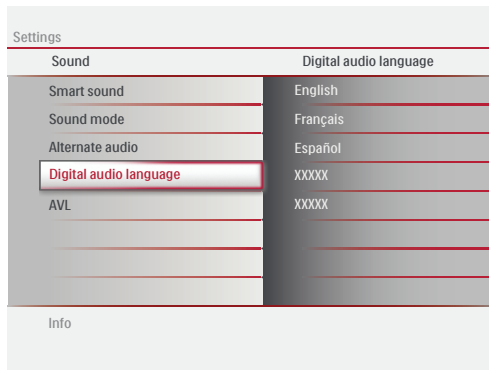 Settings
Sound
Digital audio language
Smart sound
English
Sound mode
Français
Alternate audio
Español
Digital audio language
XXXXX
AVL
XXXXX
Info